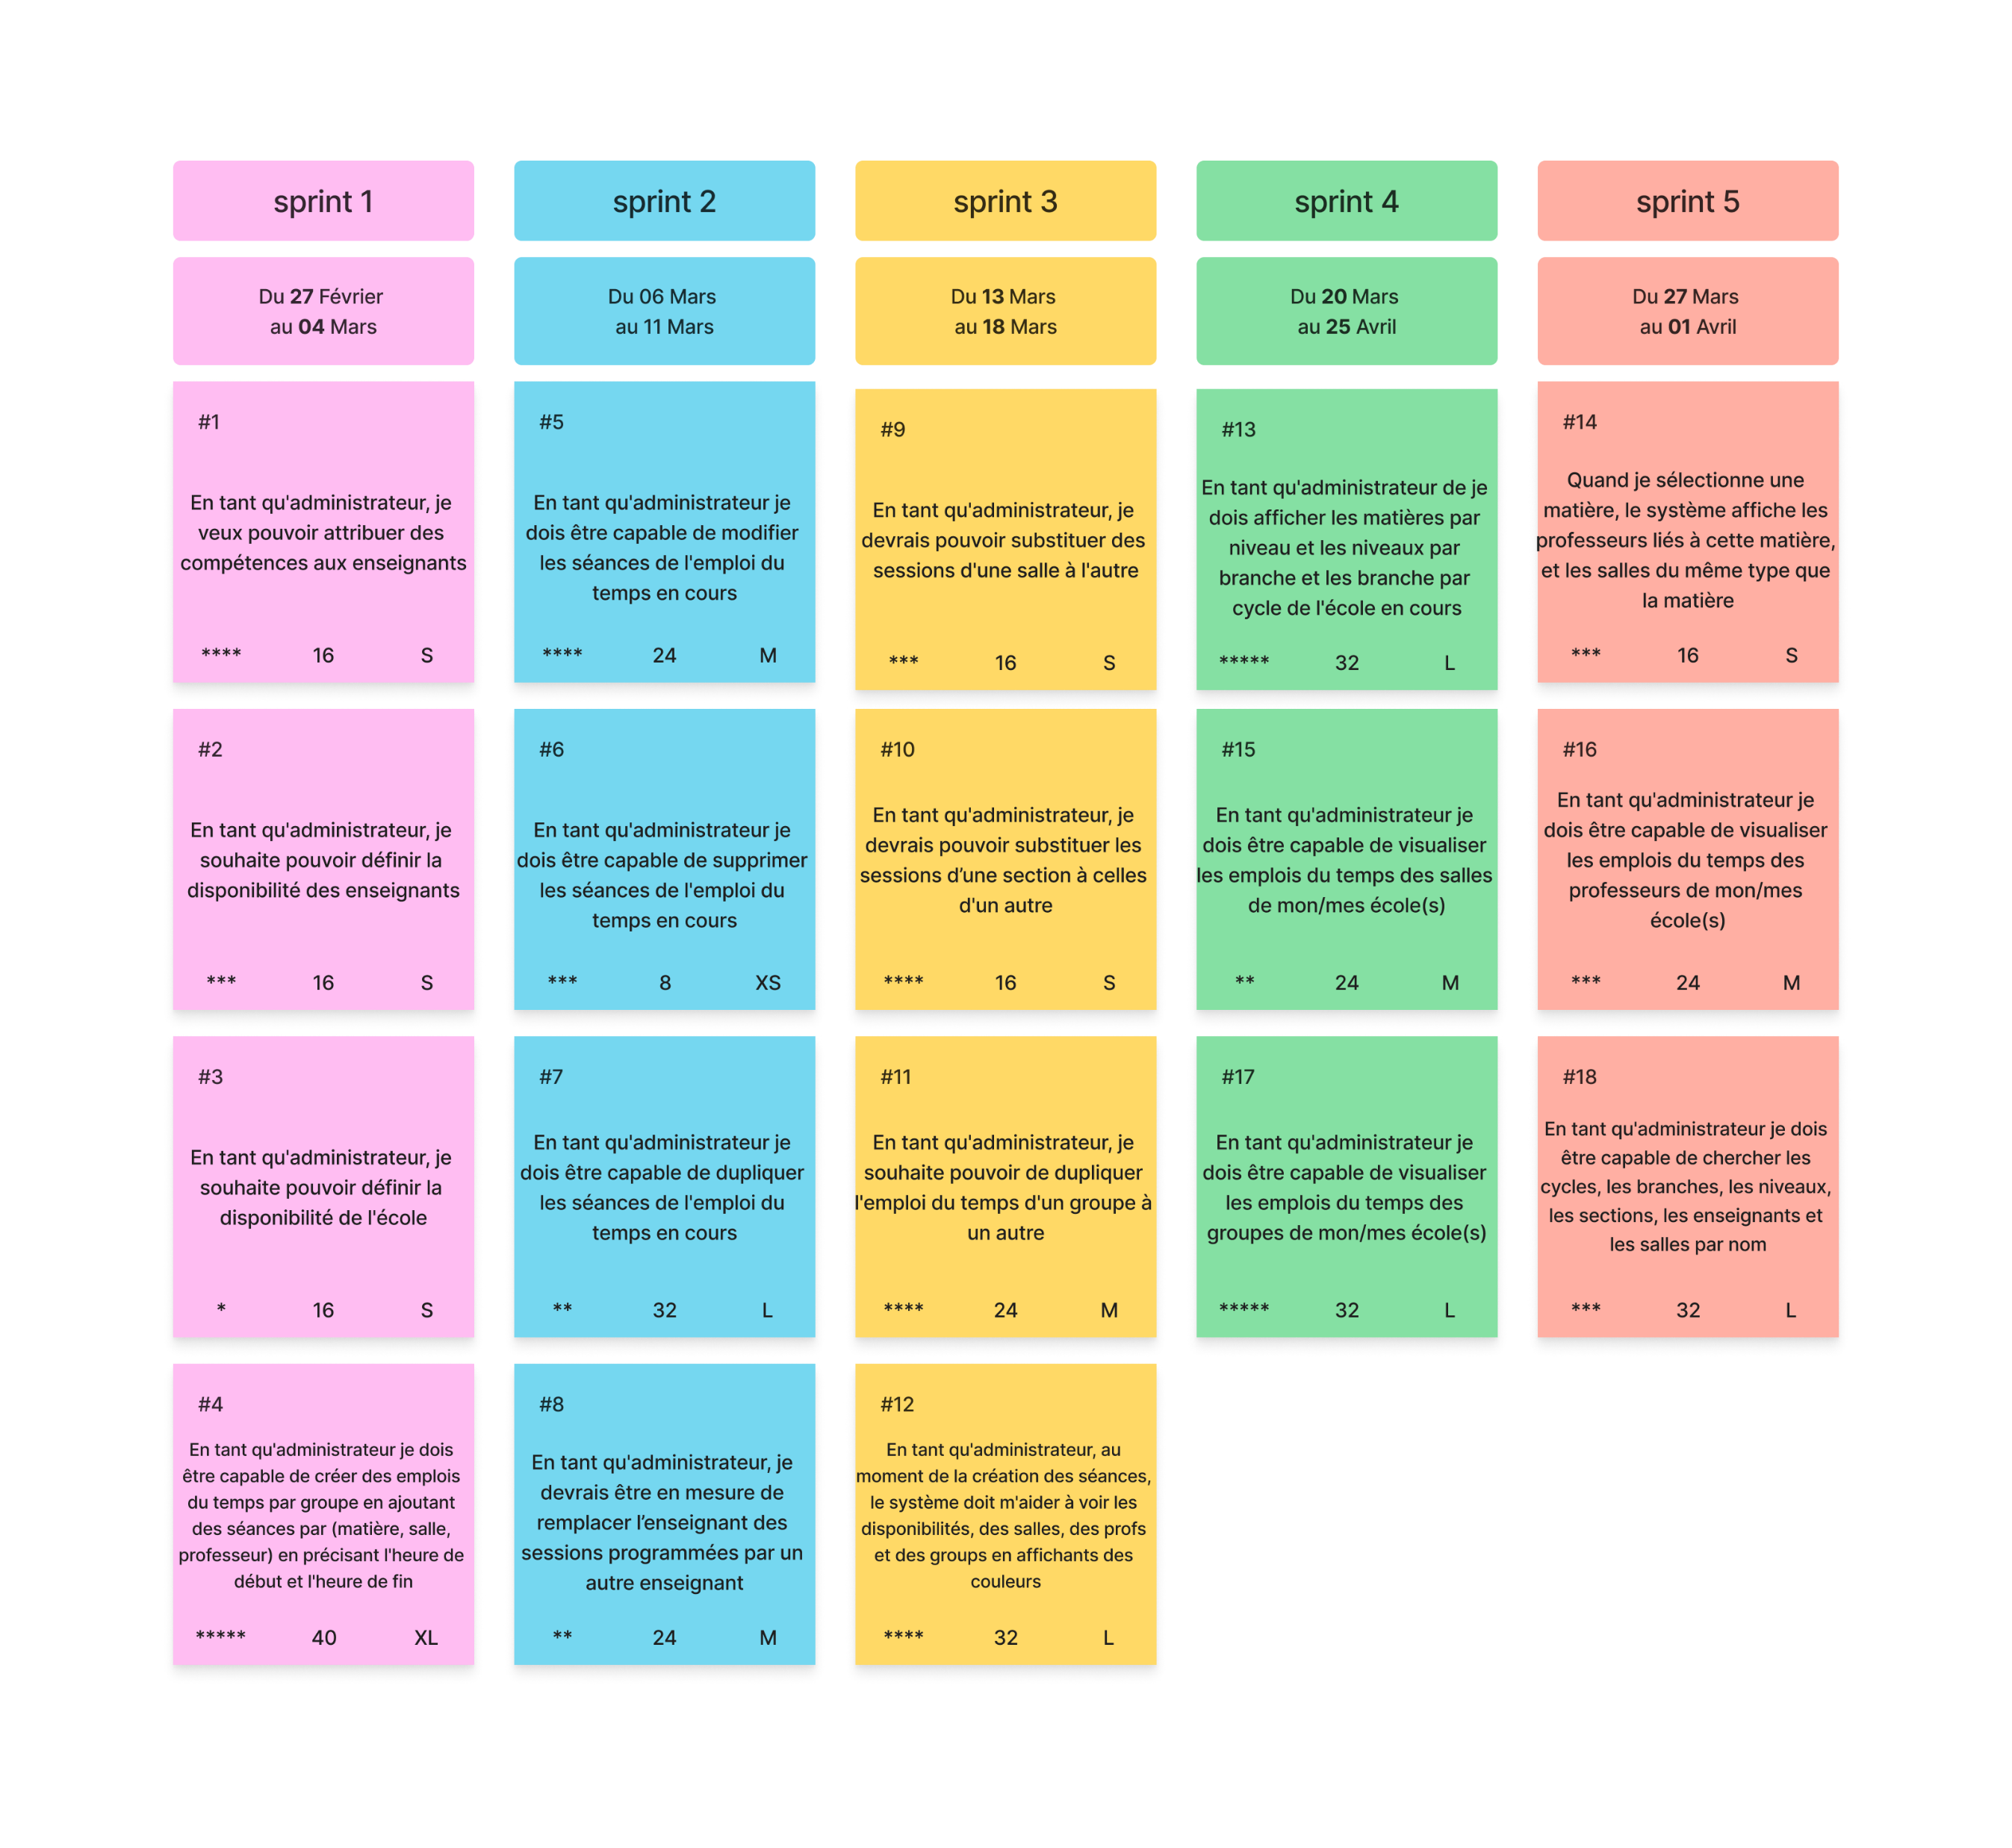 sprint 1
Du 27 Février
au 04 Mars
#1
En tant qu'administrateur, je
veux pouvoir attribuer des
compétences aux enseignants
**** 16 S
#2
En tant qu'administrateur, je
souhaite pouvoir définir la
disponibilité des enseignants
*** 16 S
#3
En tant qu'administrateur, je
souhaite pouvoir définir la
disponibilité de l'école
* 16 S
#4
En tant qu'administrateur je dois
être capable de créer des emplois
du temps par groupe en ajoutant
des séances par (matière, salle,
professeur) en précisant l'heure de
début et l'heure de fin
***** 40 XL
sprint 2
Du 06 Mars
au 11 Mars
#5
En tant qu'administrateur je
dois être capable de modifier
les séances de l'emploi du
temps en cours
**** 24 M
#6
En tant qu'administrateur je
dois être capable de supprimer
les séances de l'emploi du
temps en cours
*** 8 XS
#7
En tant qu'administrateur je
dois être capable de dupliquer
les séances de l'emploi du
temps en cours
** 32 L
#8
En tant qu'administrateur, je
devrais être en mesure de
remplacer l’enseignant des
sessions programmées par un
autre enseignant
** 24 M
sprint 3
Du 13 Mars
au 18 Mars
#9
En tant qu'administrateur, je
devrais pouvoir substituer des
sessions d'une salle à l'autre
*** 16 S
#10
En tant qu'administrateur, je
devrais pouvoir substituer les
sessions d’une section à celles
d'un autre
**** 16 S
#11
En tant qu'administrateur, je
souhaite pouvoir de dupliquer
l'emploi du temps d'un groupe à
un autre
**** 24 M
#12
En tant qu'administrateur, au
moment de la création des séances,
le système doit m'aider à voir les
disponibilités, des salles, des profs
et des groups en affichants des
couleurs
**** 32 L
sprint 4
Du 20 Mars
au 25 Avril
#13
En tant qu'administrateur de je
dois afficher les matières par
niveau et les niveaux par
branche et les branche par
cycle de l'école en cours
***** 32 L
#15
En tant qu'administrateur je
dois être capable de visualiser
les emplois du temps des salles
de mon/mes école(s)
** 24 M
#17
En tant qu'administrateur je
dois être capable de visualiser
les emplois du temps des
groupes de mon/mes école(s)
***** 32 L
sprint 5
Du 27 Mars
au 01 Avril
#14
Quand je sélectionne une
matière, le système affiche les
professeurs liés à cette matière,
et les salles du même type que
la matière
*** 16 S
#16
En tant qu'administrateur je
dois être capable de visualiser
les emplois du temps des
professeurs de mon/mes
école(s)
*** 24 M
#18
En tant qu'administrateur je dois
être capable de chercher les
cycles, les branches, les niveaux,
les sections, les enseignants et
les salles par nom
*** 32 L